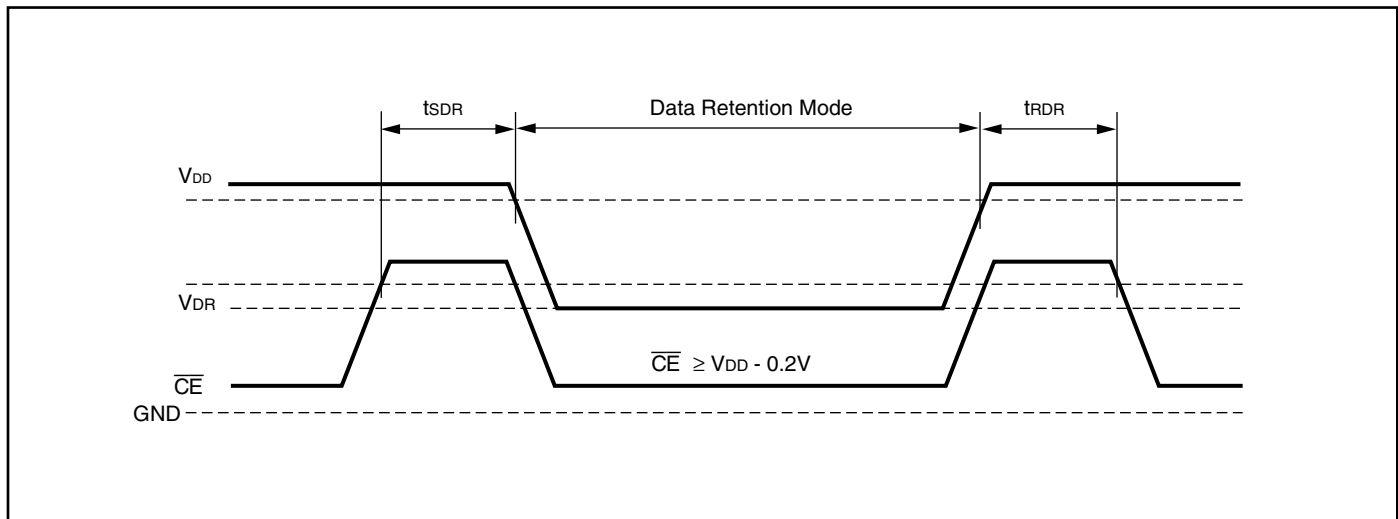 tSDR Data Retention Mode tRDR
VDD
VDR
CE ≥ VDD - 0.2V
CE
GND